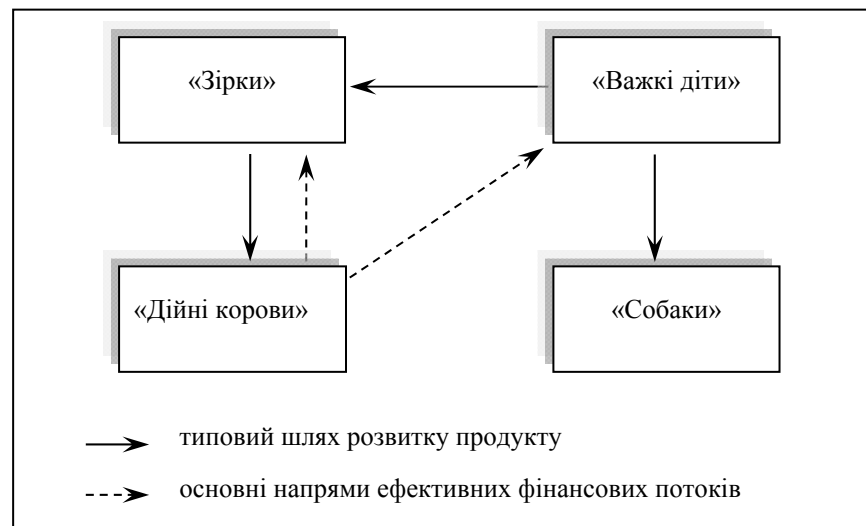 «Зірки»
«Важкі діти»
«Дійні корови»
«Собаки»
типовий шлях розвитку продукту
основні напрями ефективних фінансових потоків